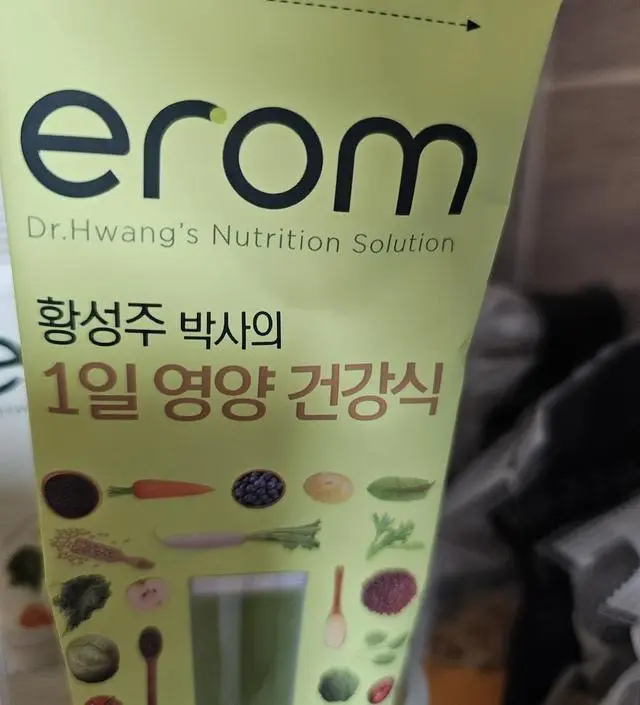 erom
Dr.Hwang's Nutrition Solution
황성주 박사의
1일 영양 건강식